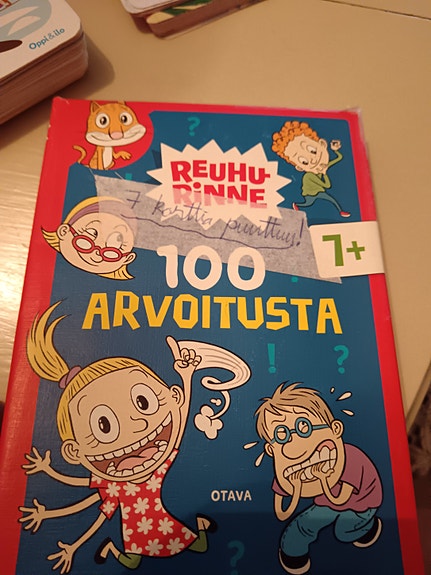 Oppi & ilo
REUHU-
RINNE
7 korttia puuttuu!
7+
100
ARVOITUSTA
OTAVA